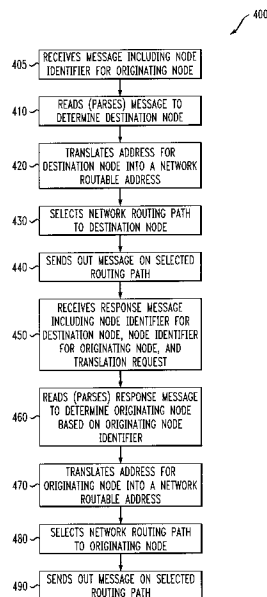 400
405
RECEIVES MESSAGE INCLUDING NODE
IDENTIFIER FOR ORIGINATING NODE
410
READS (PARSES) MESSAGE TO
DETERMINE DESTINATION NODE
420
TRANSLATES ADDRESS FOR
DESTINATION NODE INTO A NETWORK
ROUTABLE ADDRESS
430
SELECTS NETWORK ROUTING PATH
TO DESTINATION NODE
440
SENDS OUT MESSAGE ON SELECTED
ROUTING PATH
450
RECEIVES RESPONSE MESSAGE
INCLUDING NODE IDENTIFIER FOR
DESTINATION NODE, NODE IDENTIFIER
FOR ORIGINATING NODE, AND
TRANSLATION REQUEST
460
READS (PARSES) RESPONSE MESSAGE
TO DETERMINE ORIGINATING NODE
BASED ON ORIGINATING NODE
IDENTIFIER
470
TRANSLATES ADDRESS FOR
ORIGINATING NODE INTO A NETWORK
ROUTABLE ADDRESS
480
SELECTS NETWORK ROUTING PATH
TO ORIGINATING NODE
490
SENDS OUT MESSAGE ON SELECTED
ROUTING PATH